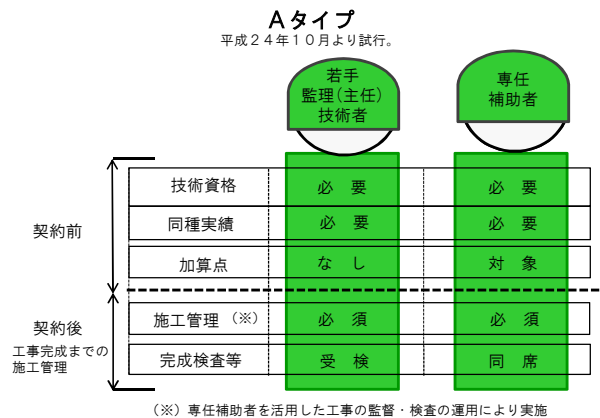 Aタイプ
平成24年10月より試行。
若手
監理(主任)
技術者
専任
補助者
契約前
技術資格 必 要 必 要
同種実績 必 要 必 要
加算点 な し 対 象
契約後
工事完成までの
施工管理
施工管理 (※) 必 須 必 須
完成検査等 受 検 同 席
(※)専任補助者を活用した工事の監督・検査の運用により実施